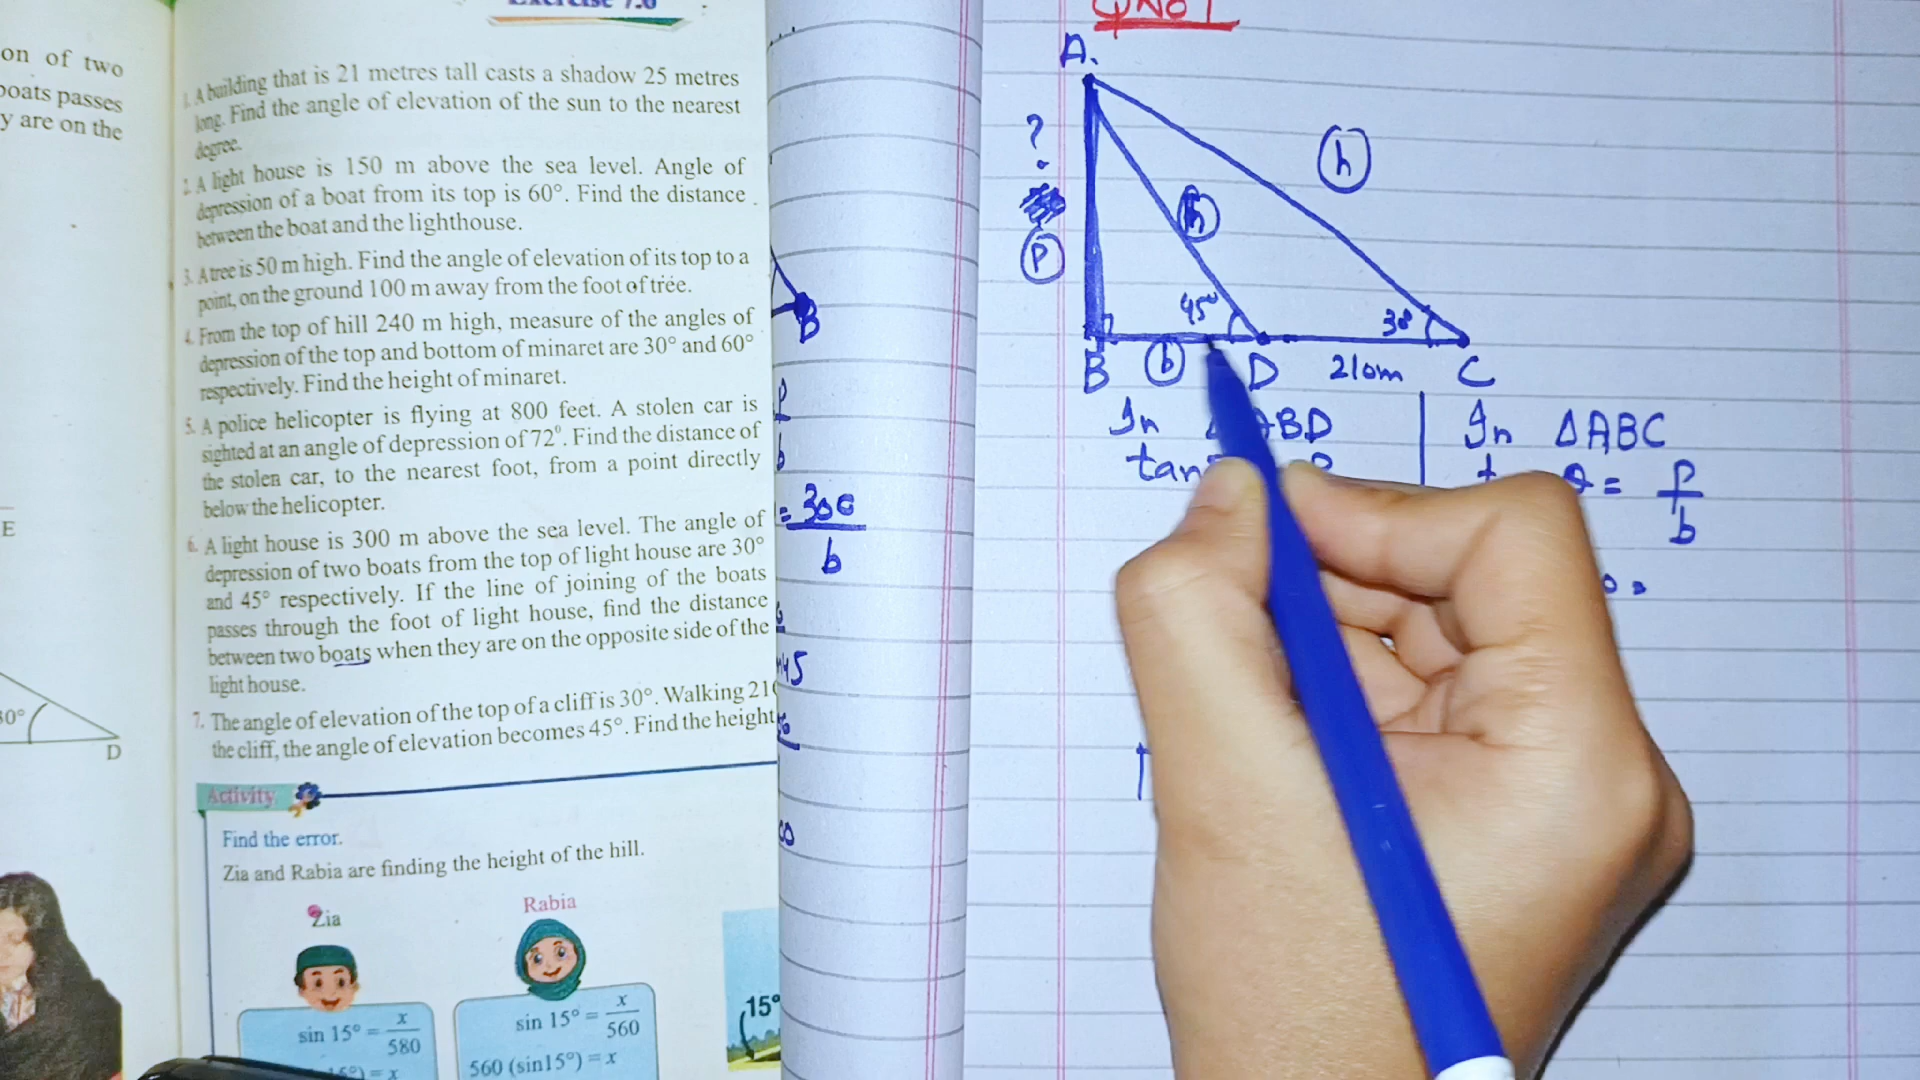 on of two
boats passes
y are on the
E
30°
D
Exercise 7.6
1. A building that is 21 metres tall casts a shadow 25 metres
long. Find the angle of elevation of the sun to the nearest
degree.
2. A light house is 150 m above the sea level. Angle of
depression of a boat from its top is 60°. Find the distance
between the boat and the lighthouse.
3. A tree is 50 m high. Find the angle of elevation of its top to a
point, on the ground 100 m away from the foot of tree.
4. From the top of hill 240 m high, measure of the angles of
depression of the top and bottom of minaret are 30° and 60°
respectively. Find the height of minaret.
5. A police helicopter is flying at 800 feet. A stolen car is
sighted at an angle of depression of 72°. Find the distance of
the stolen car, to the nearest foot, from a point directly
below the helicopter.
6. A light house is 300 m above the sea level. The angle of
depression of two boats from the top of light house are 30°
and 45° respectively. If the line of joining of the boats
passes through the foot of light house, find the distance
between two boats when they are on the opposite side of the
light house.
7. The angle of elevation of the top of a cliff is 30°. Walking 210
the cliff, the angle of elevation becomes 45°. Find the height
Activity
Find the error.
Zia and Rabia are finding the height of the hill.
Zia
Rabia
sin 15° = x/580
sin 15° = x/560
560 (sin15°) = x
15°
B
p
b
= 300
b
45
00
Q No 7
A.
?
P
h
h
45°
30
B
b
D
210m
C
In ΔABD
tan
In ΔABC
θ = P/b